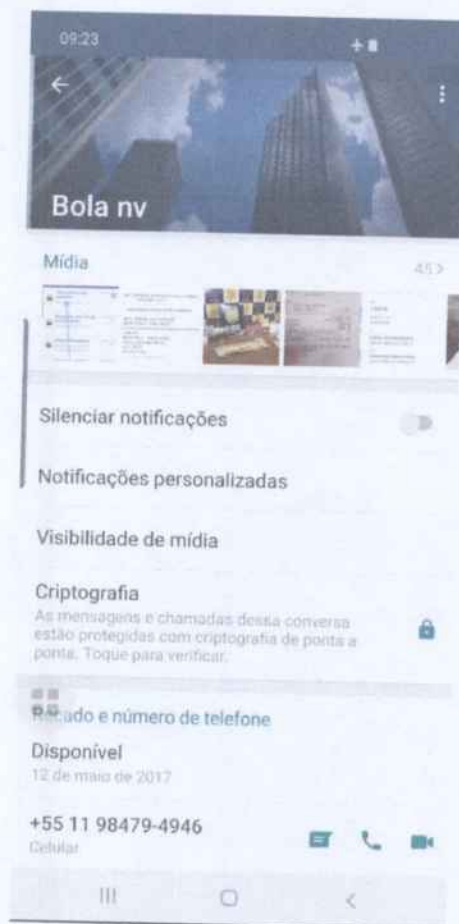 09:23
Bola nv
Mídia
45>
Silenciar notificações
Notificações personalizadas
Visibilidade de mídia
Criptografia
As mensagens e chamadas dessa conversa
estão protegidas com criptografia de ponta a
ponta. Toque para verificar.
Recado e número de telefone
Disponível
12 de maio de 2017
+55 11 98479-4946
Celular